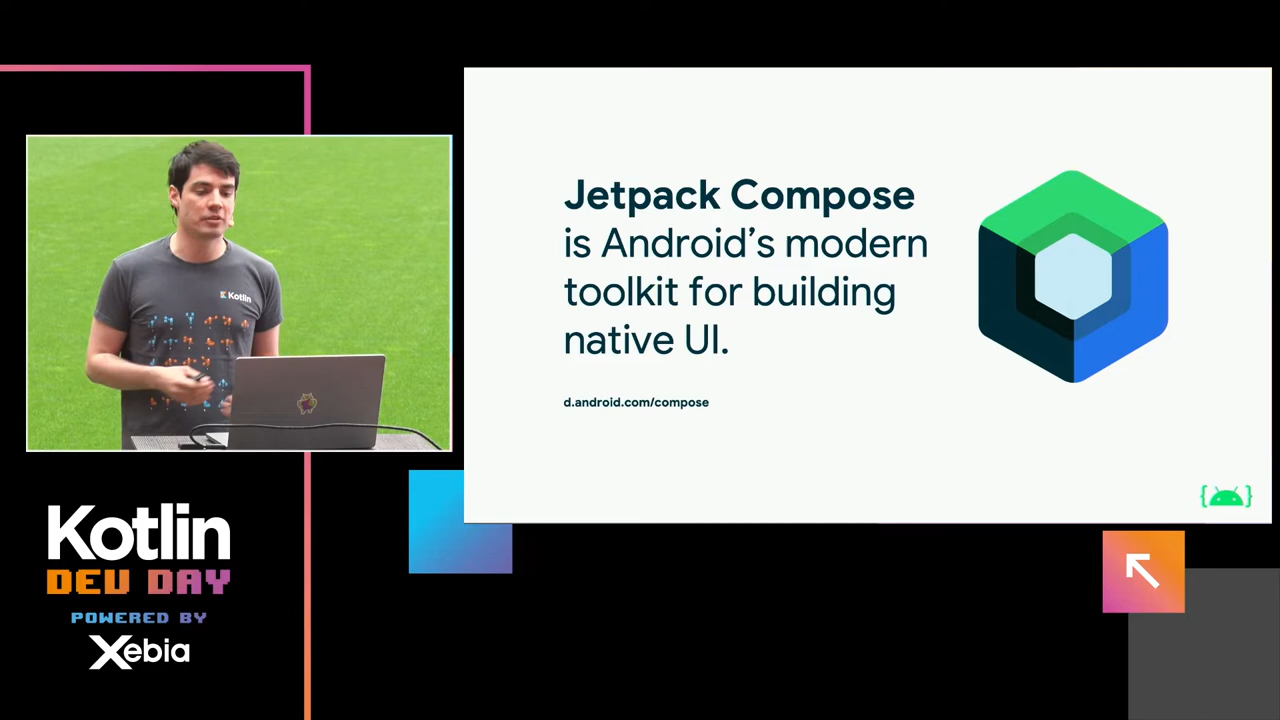 Jetpack Compose
is Android's modern
toolkit for building
native UI.
d.android.com/compose
Kotlin
Kotlin
DEV DAY
POWERED BY
Xebia